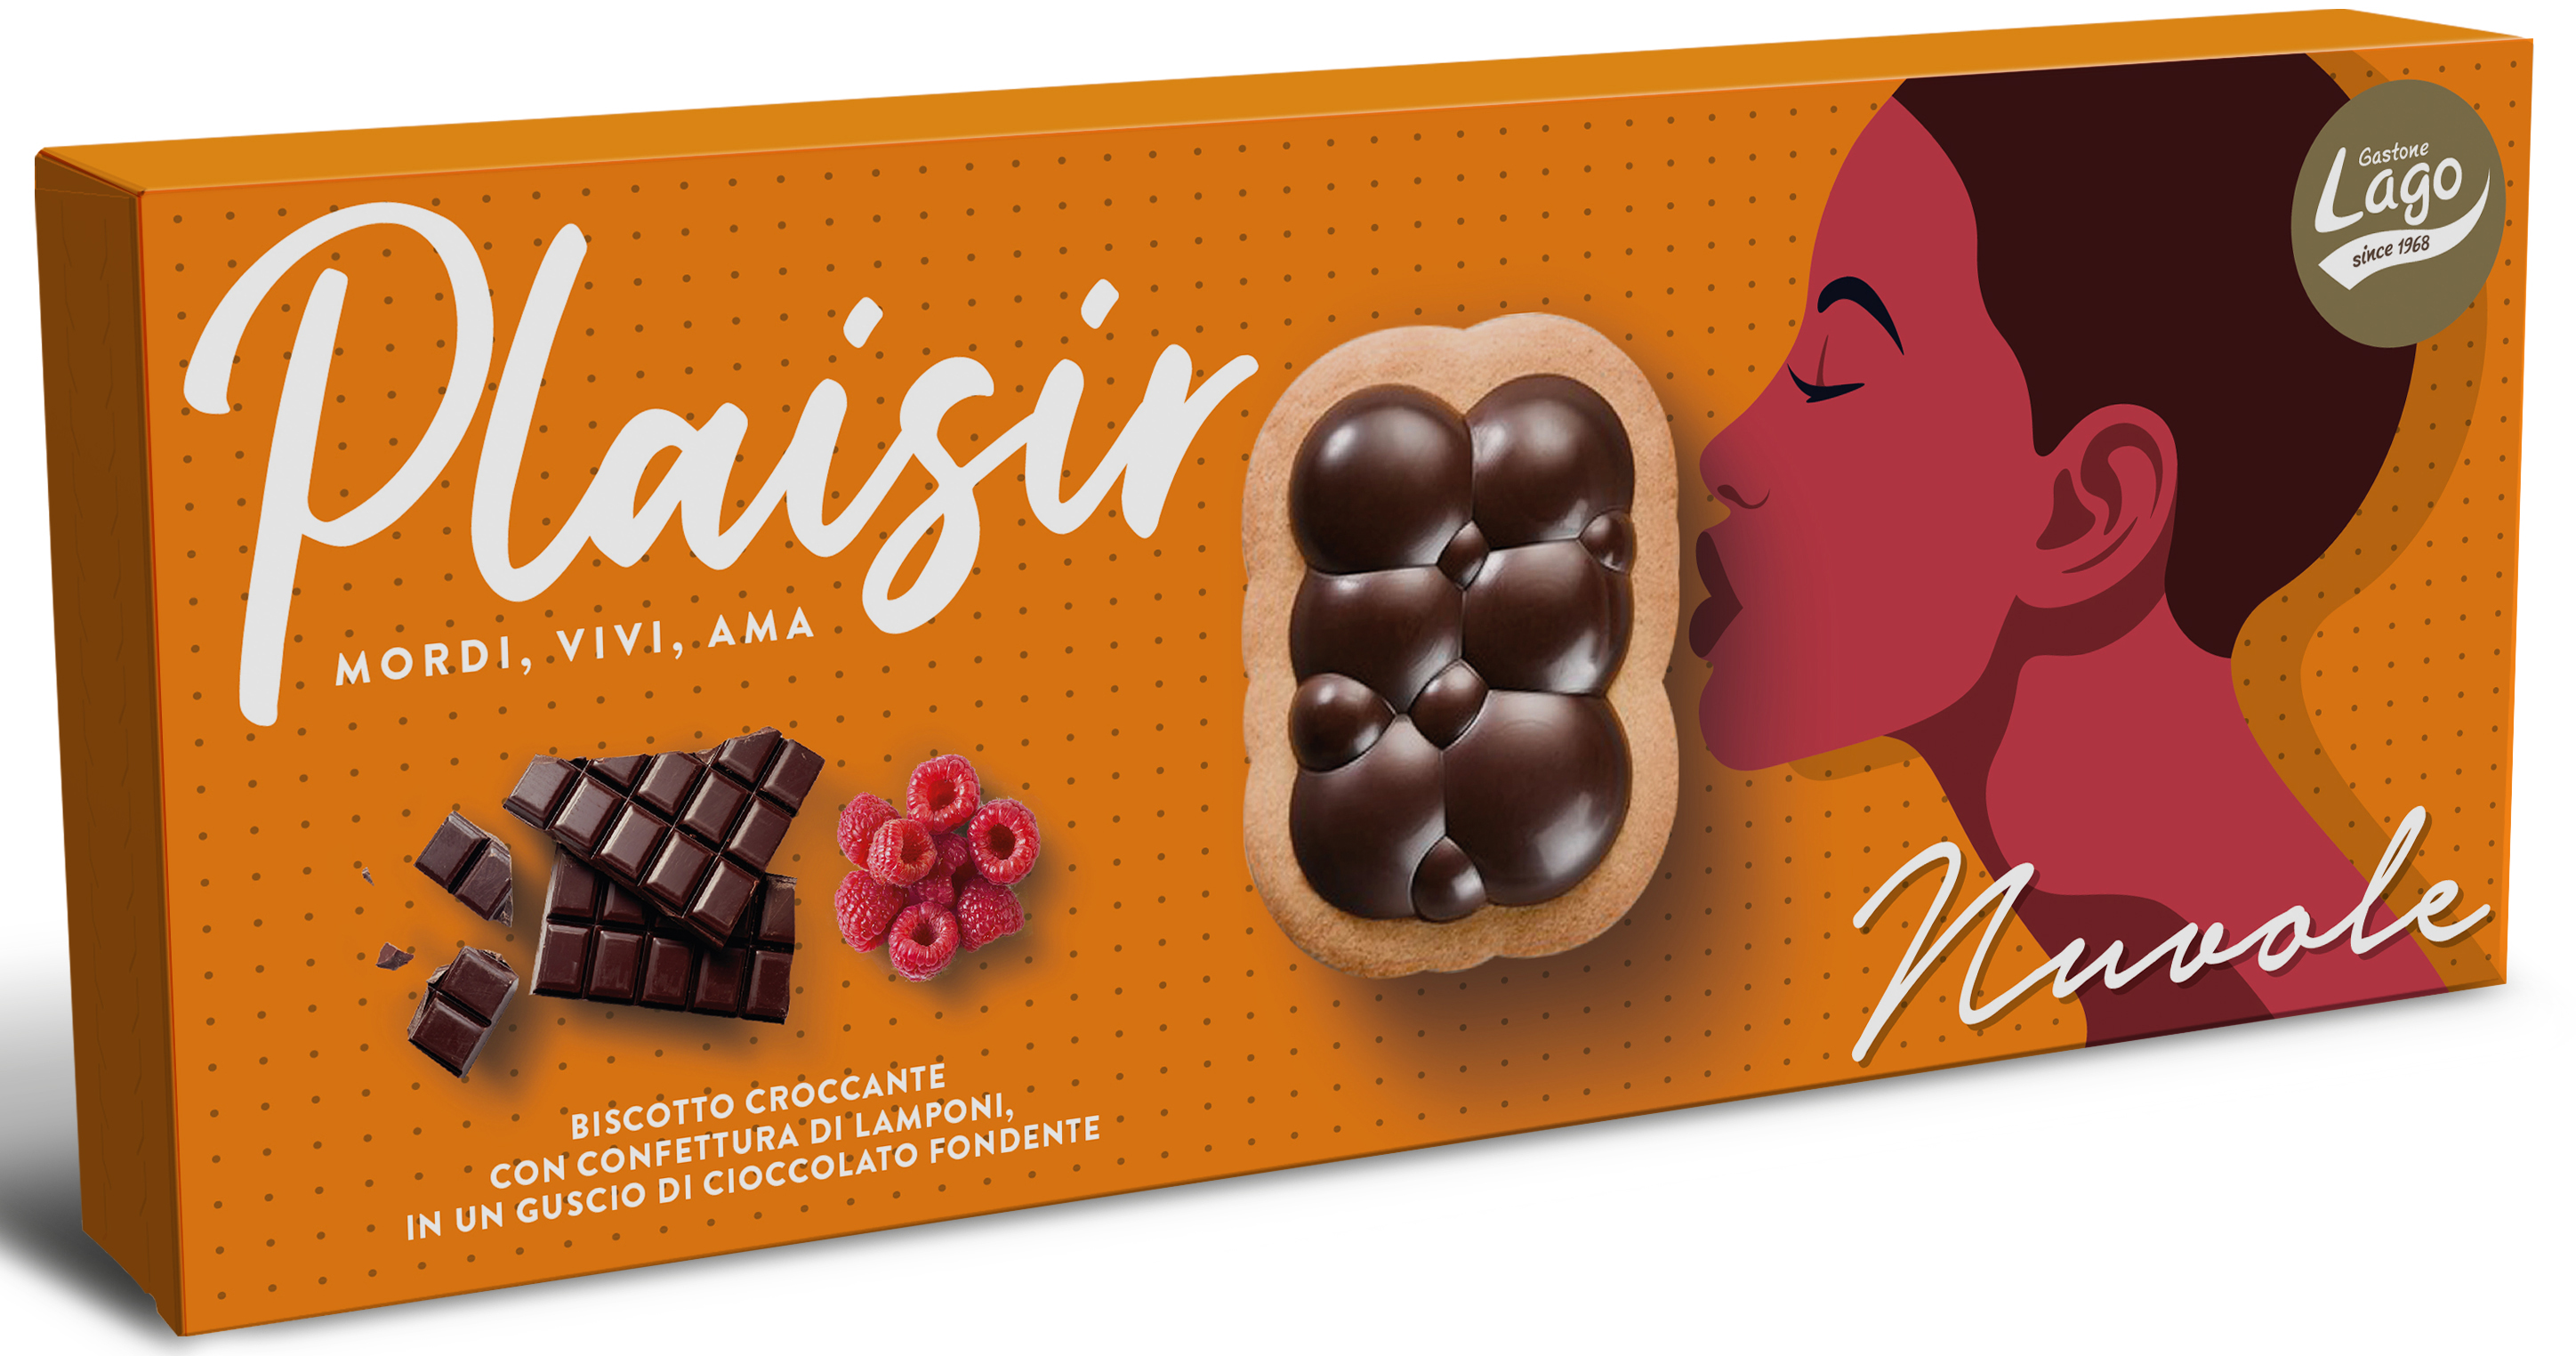 Plaisir
MORDI, VIVI, AMA
BISCOTTO CROCCANTE
CON CONFETTURA DI LAMPONI,
IN UN GUSCIO DI CIOCCOLATO FONDENTE
Gastone
Lago
since 1968
Nuvole